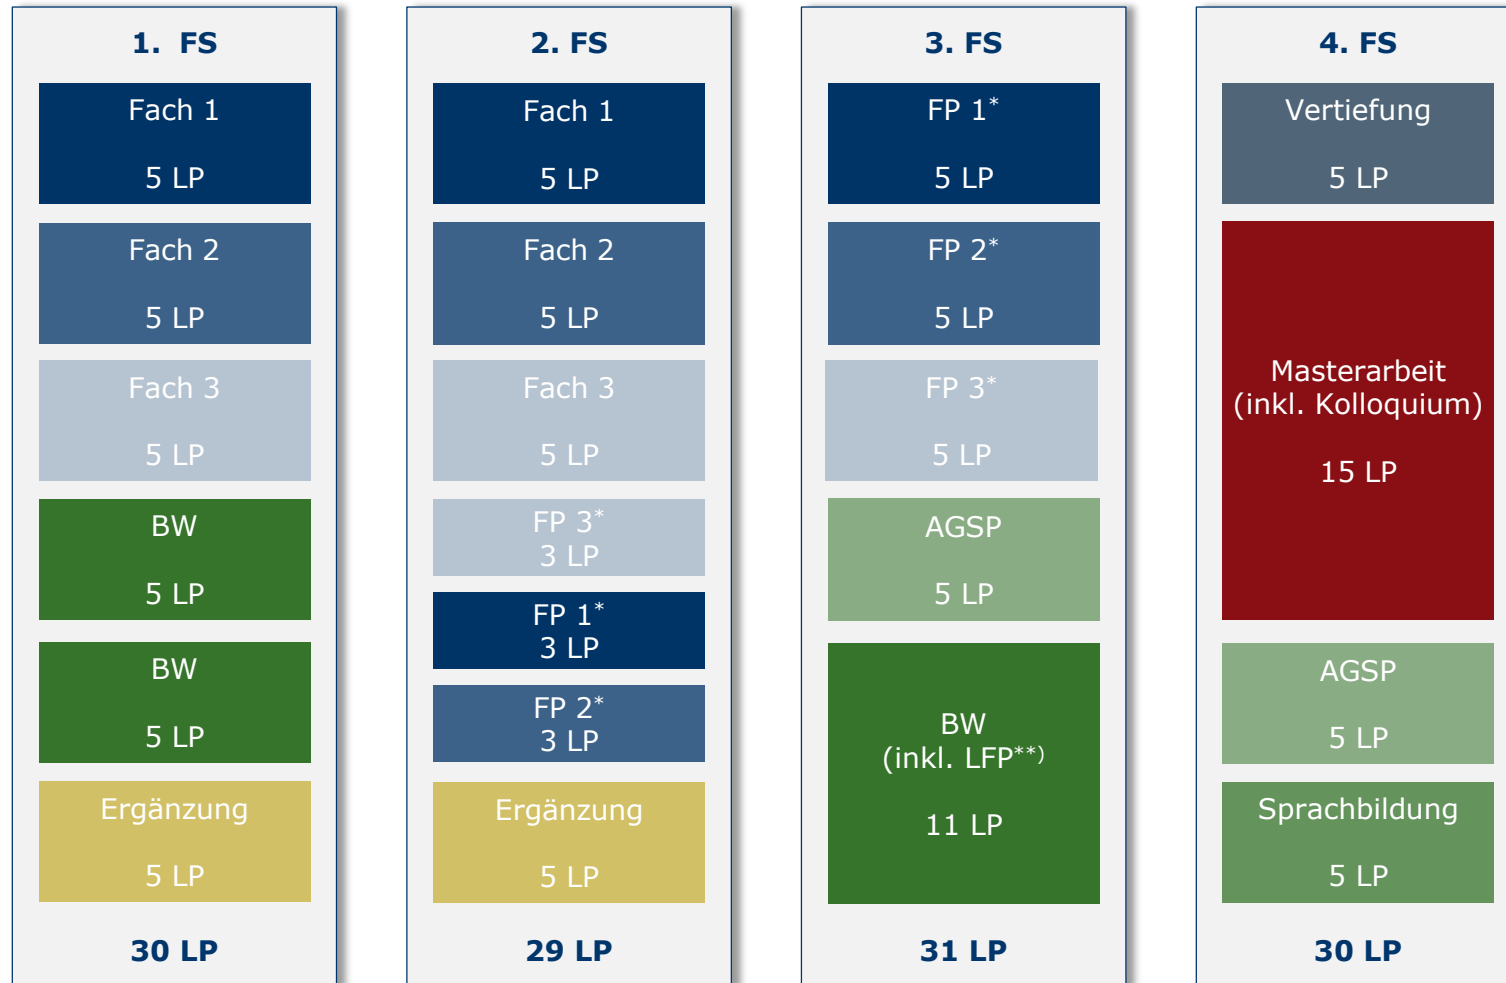 1. FS
Fach 1
5 LP
Fach 2
5 LP
Fach 3
5 LP
BW
5 LP
BW
5 LP
Ergänzung
5 LP
30 LP
2. FS
Fach 1
5 LP
Fach 2
5 LP
Fach 3
5 LP
FP 3*
3 LP
FP 1*
3 LP
FP 2*
3 LP
Ergänzung
5 LP
29 LP
3. FS
FP 1*
5 LP
FP 2*
5 LP
FP 3*
5 LP
AGSP
5 LP
BW
(inkl. LFP**)
11 LP
31 LP
4. FS
Vertiefung
5 LP
Masterarbeit
(inkl. Kolloquium)
15 LP
AGSP
5 LP
Sprachbildung
5 LP
30 LP